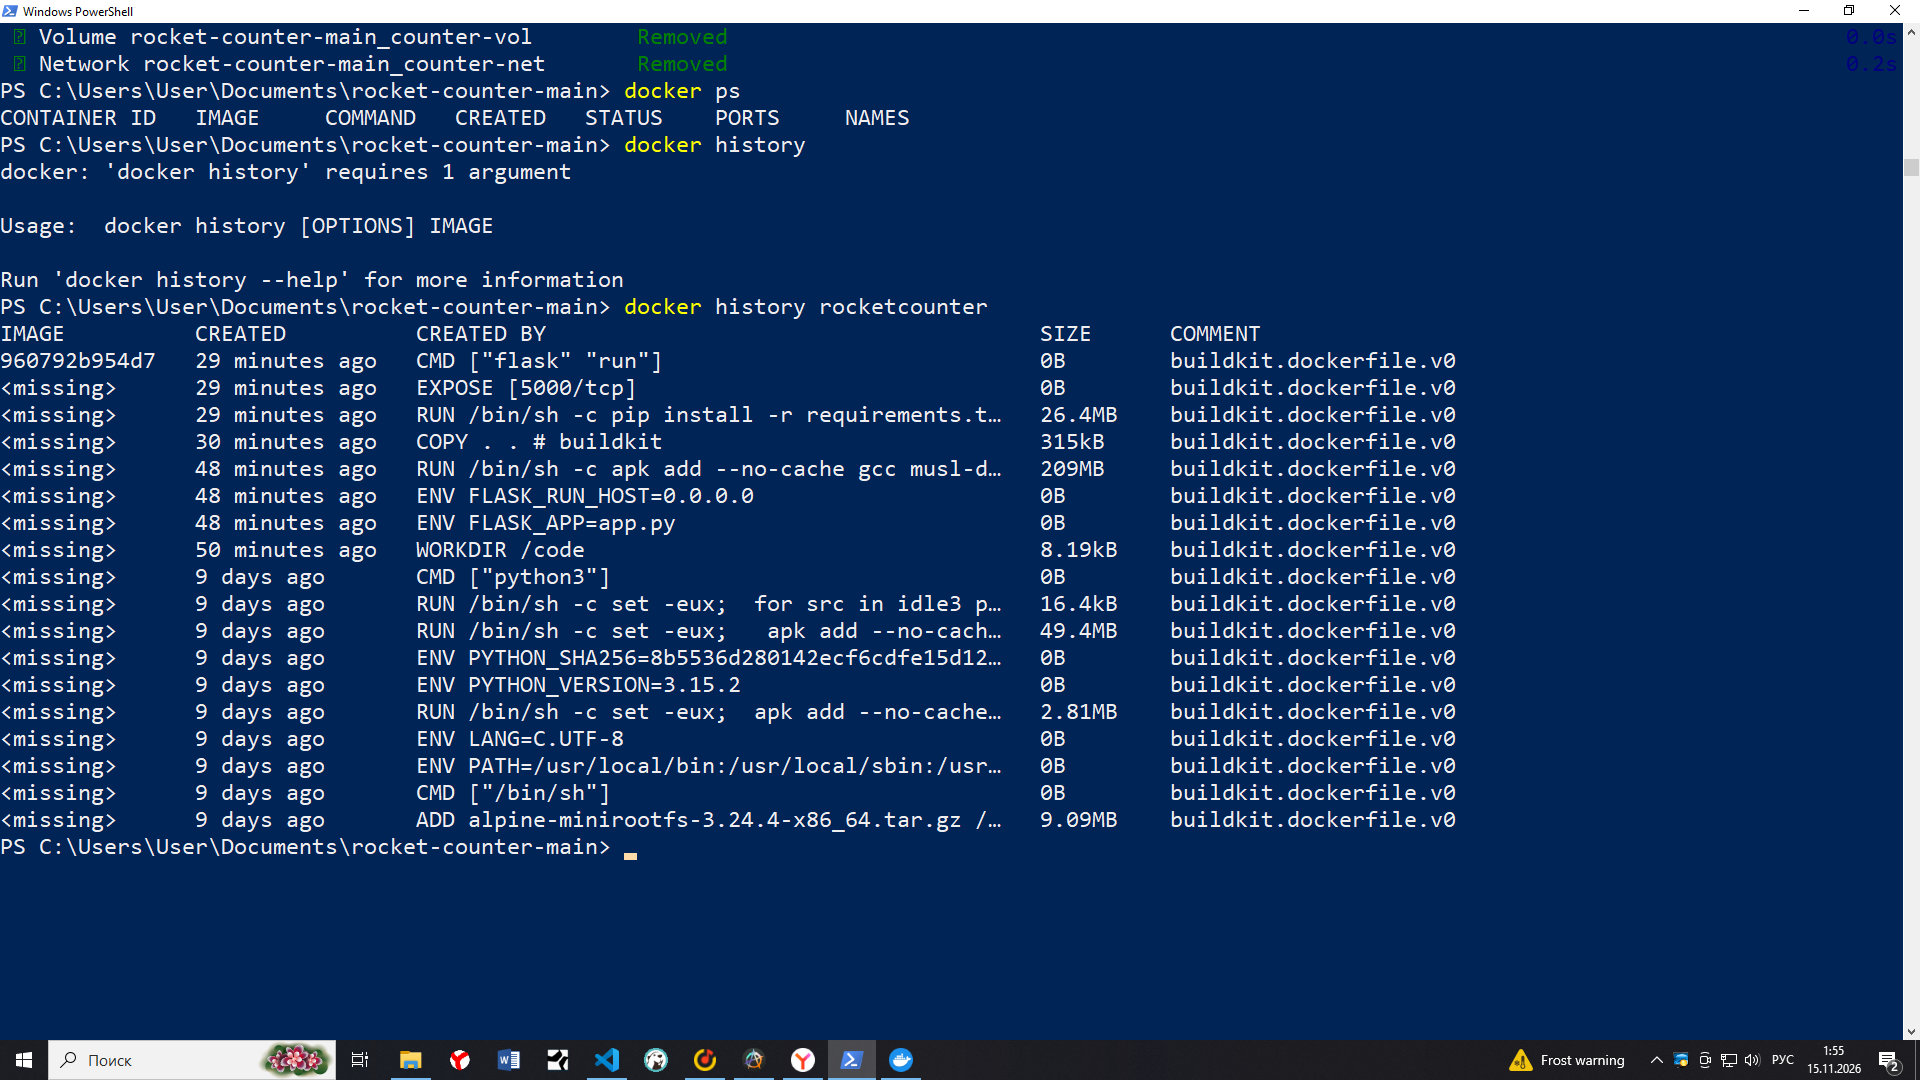 Windows PowerShell
Volume rocket-counter-main_counter-vol Removed 0.0s
Network rocket-counter-main_counter-net Removed 0.2s
PS C:\Users\User\Documents\rocket-counter-main> docker ps
CONTAINER ID IMAGE COMMAND CREATED STATUS PORTS NAMES
PS C:\Users\User\Documents\rocket-counter-main> docker history
docker: 'docker history' requires 1 argument
Usage: docker history [OPTIONS] IMAGE
Run 'docker history --help' for more information
PS C:\Users\User\Documents\rocket-counter-main> docker history rocketcounter
IMAGE CREATED CREATED BY SIZE COMMENT
960792b954d7 29 minutes ago CMD ["flask" "run"] 0B buildkit.dockerfile.v0
<missing> 29 minutes ago EXPOSE [5000/tcp] 0B buildkit.dockerfile.v0
<missing> 29 minutes ago RUN /bin/sh -c pip install -r requirements.t… 26.4MB buildkit.dockerfile.v0
<missing> 30 minutes ago COPY . . # buildkit 315kB buildkit.dockerfile.v0
<missing> 48 minutes ago RUN /bin/sh -c apk add --no-cache gcc musl-d… 209MB buildkit.dockerfile.v0
<missing> 48 minutes ago ENV FLASK_RUN_HOST=0.0.0.0 0B buildkit.dockerfile.v0
<missing> 48 minutes ago ENV FLASK_APP=app.py 0B buildkit.dockerfile.v0
<missing> 50 minutes ago WORKDIR /code 8.19kB buildkit.dockerfile.v0
<missing> 9 days ago CMD ["python3"] 0B buildkit.dockerfile.v0
<missing> 9 days ago RUN /bin/sh -c set -eux; for src in idle3 p… 16.4kB buildkit.dockerfile.v0
<missing> 9 days ago RUN /bin/sh -c set -eux; apk add --no-cach… 49.4MB buildkit.dockerfile.v0
<missing> 9 days ago ENV PYTHON_SHA256=8b5536d280142ecf6cdfe15d12… 0B buildkit.dockerfile.v0
<missing> 9 days ago ENV PYTHON_VERSION=3.15.2 0B buildkit.dockerfile.v0
<missing> 9 days ago RUN /bin/sh -c set -eux; apk add --no-cache… 2.81MB buildkit.dockerfile.v0
<missing> 9 days ago ENV LANG=C.UTF-8 0B buildkit.dockerfile.v0
<missing> 9 days ago ENV PATH=/usr/local/bin:/usr/local/sbin:/usr… 0B buildkit.dockerfile.v0
<missing> 9 days ago CMD ["/bin/sh"] 0B buildkit.dockerfile.v0
<missing> 9 days ago ADD alpine-minirootfs-3.24.4-x86_64.tar.gz /… 9.09MB buildkit.dockerfile.v0
PS C:\Users\User\Documents\rocket-counter-main>
Поиск
Frost warning
РУС
1:55
15.11.2026
2